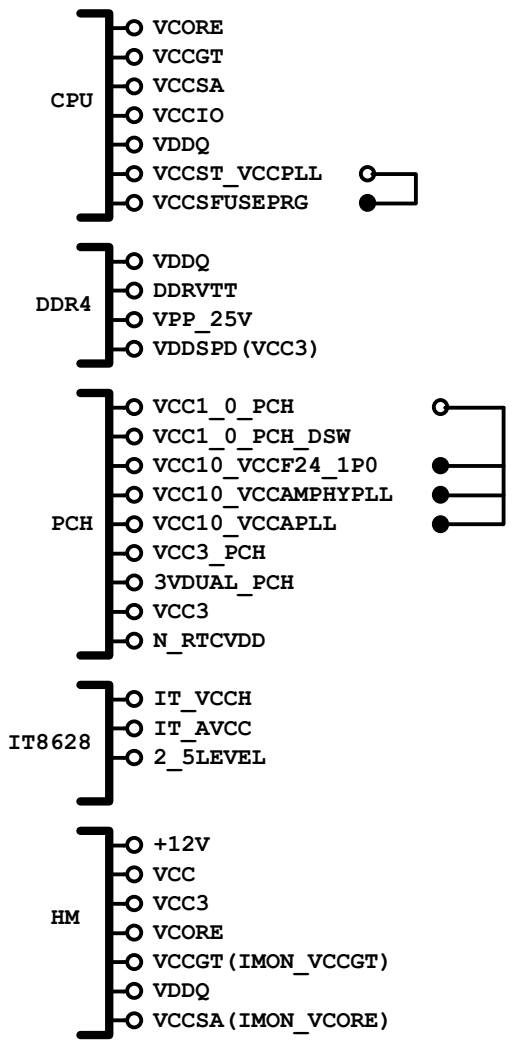 VCORE
VCCGT
VCCSA
CPU
VCCIO
VDDQ
VCCST_VCCPLL
VCCSFUSEPRG
VDDQ
DDRVTT
DDR4
VPP_25V
VDDSPD(VCC3)
VCC1_0_PCH
VCC1_0_PCH_DSW
VCC10_VCCF24_1P0
VCC10_VCCAMPHYPLL
PCH VCC10_VCCAPLL
VCC3_PCH
3VDUAL_PCH
VCC3
N_RTCVDD
IT_VCCH
IT8628 IT_AVCC
2_5LEVEL
+12V
VCC
VCC3
HM
VCORE
VCCGT(IMON_VCCGT)
VDDQ
VCCSA(IMON_VCORE)